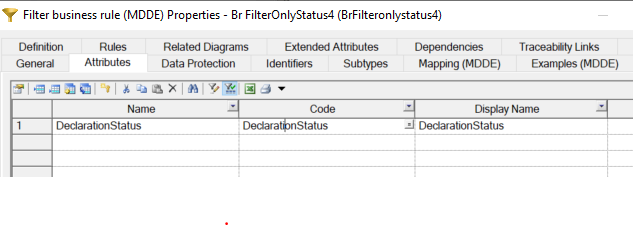 Filter business rule (MDDE) Properties - Br FilterOnlyStatus4 (BrFilteronlystatus4)
Definition Rules Related Diagrams Extended Attributes Dependencies Traceability Links
General Attributes Data Protection Identifiers Subtypes Mapping (MDDE) Examples (MDDE)
Name Code Display Name
1 DeclarationStatus DeclarationStatus DeclarationStatus